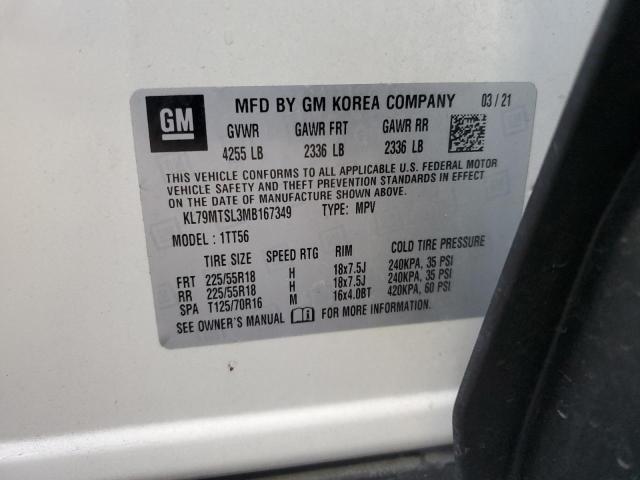 GM
MFD BY GM KOREA COMPANY 03 / 21
GVWR GAWR FRT GAWR RR
4255 LB 2336 LB 2336 LB
THIS VEHICLE CONFORMS TO ALL APPLICABLE U.S. FEDERAL MOTOR
VEHICLE SAFETY AND THEFT PREVENTION STANDARDS IN EFFECT ON
THE DATE OF MANUFACTURE SHOWN ABOVE.
KL79MTSL3MB167349 TYPE: MPV
MODEL : 1TT56
TIRE SIZE SPEED RTG RIM COLD TIRE PRESSURE
FRT 225/55R18 H 18x7.5J 240KPA, 35 PSI
RR 225/55R18 H 18x7.5J 240KPA, 35 PSI
SPA T125/70R16 M 16x4.0BT 420KPA, 60 PSI
SEE OWNER'S MANUAL FOR MORE INFORMATION.